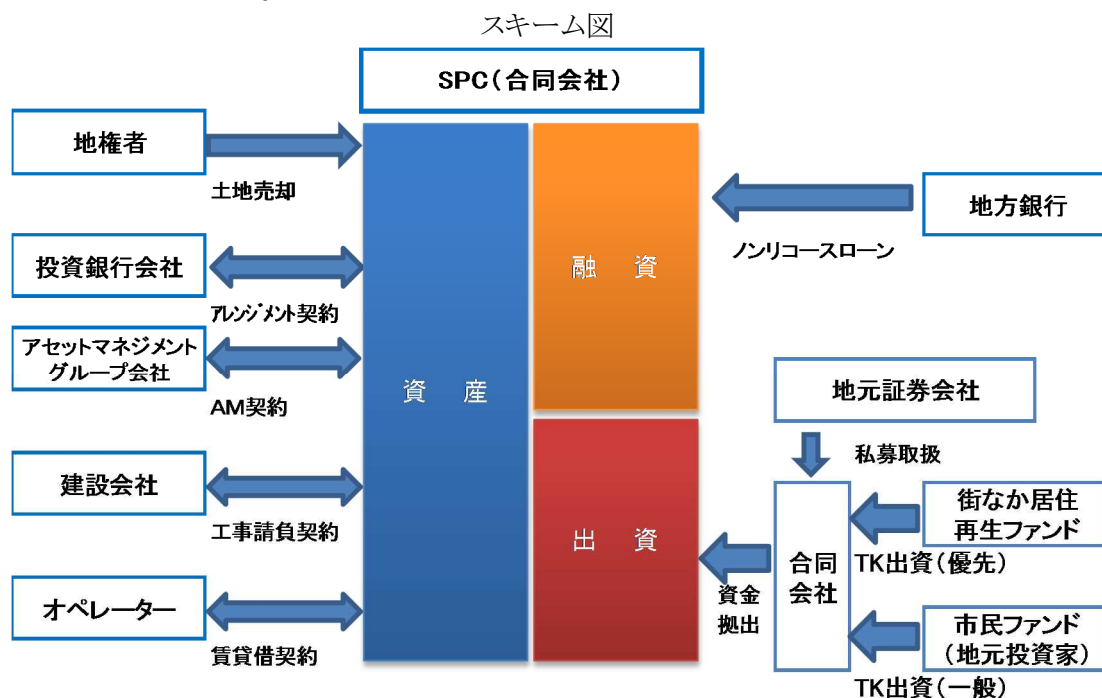 スキーム図
SPC(合同会社)
地権者
土地売却
投資銀行会社
アレンジメント契約
アセットマネジメント
グループ会社
AM契約
建設会社
工事請負契約
オペレーター
賃貸借契約
資 産
融 資
出 資
地方銀行
ノンリコースローン
地元証券会社
私募取扱
合同
会社
資金
拠出
街なか居住
再生ファンド
TK出資(優先)
市民ファンド
(地元投資家)
TK出資(一般)